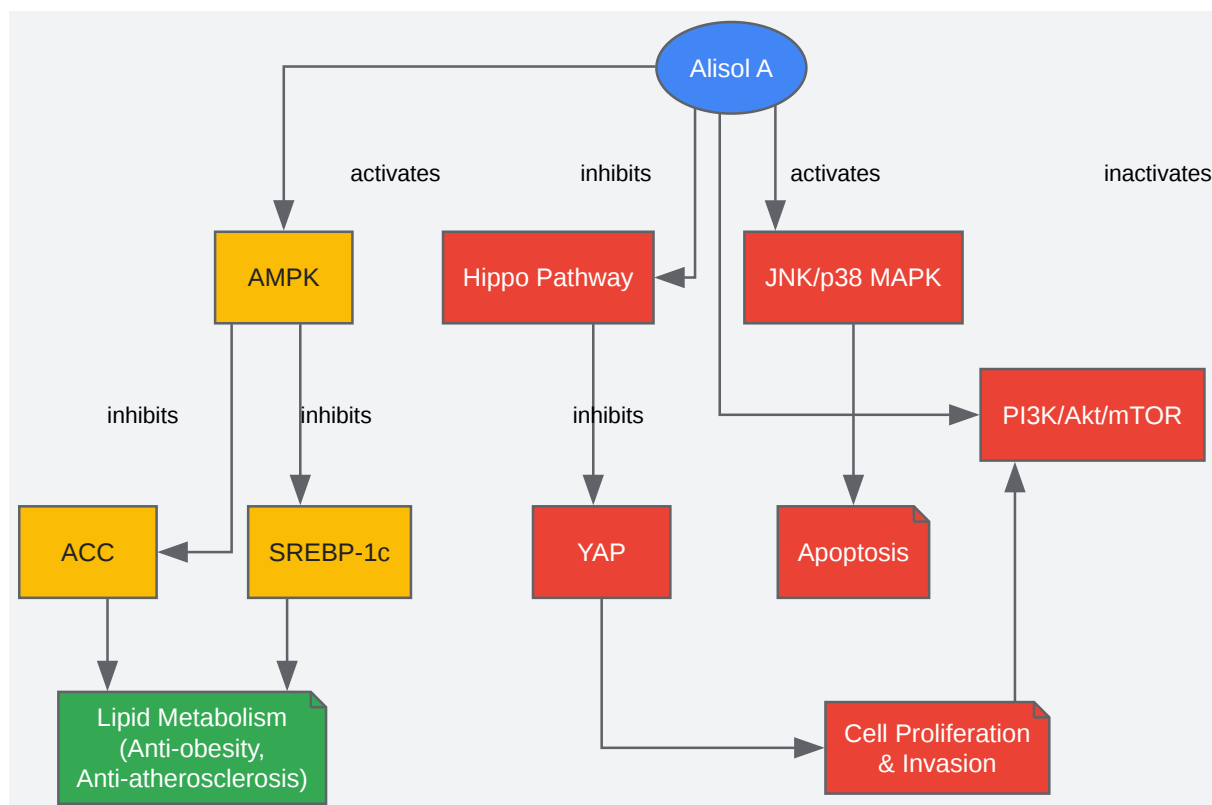 Alisol A
activates
inhibits
activates
inactivates
AMPK
Hippo Pathway
JNK/p38 MAPK
inhibits
inhibits
inhibits
PI3K/Akt/mTOR
ACC
SREBP-1c
YAP
Apoptosis
Lipid Metabolism
(Anti-obesity,
Anti-atherosclerosis)
Cell Proliferation
& Invasion